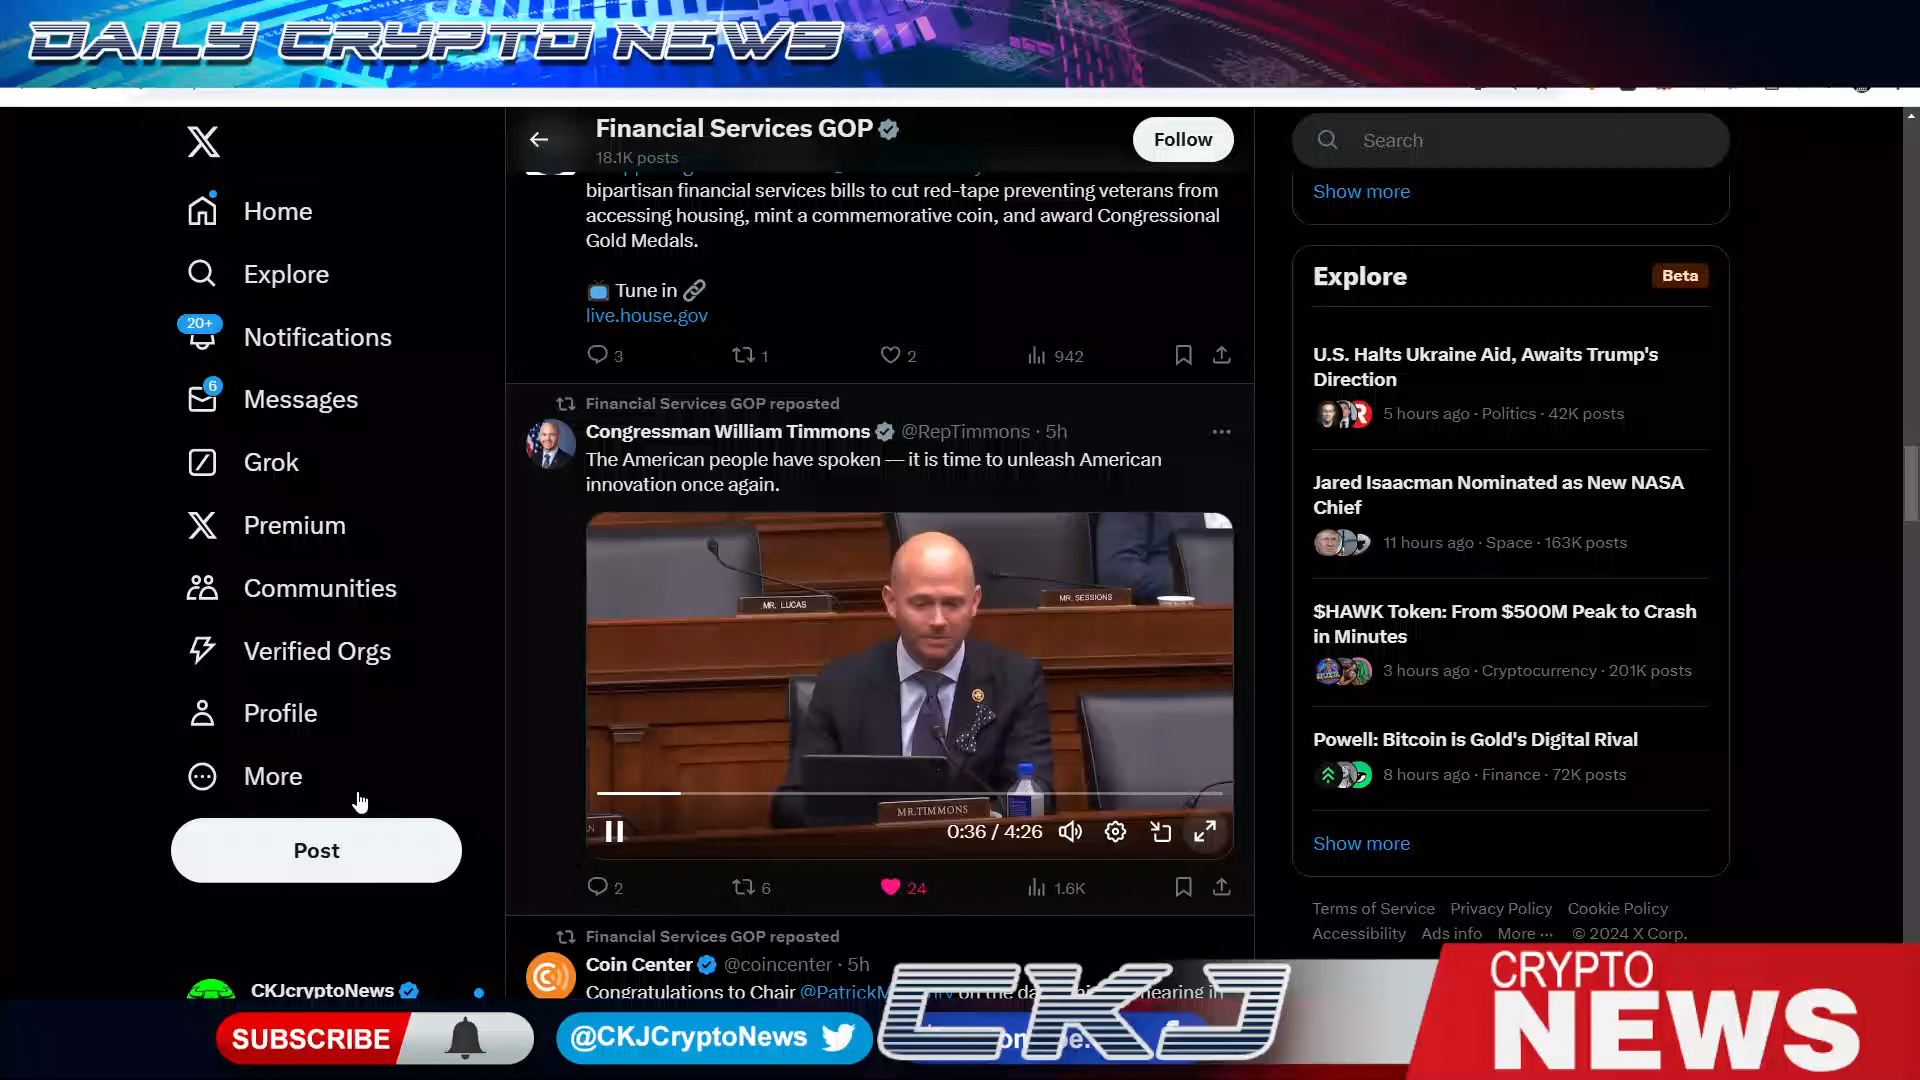 DAILY CRYPTO NEWS
Home
Explore
20+
Notifications
6
Messages
Grok
Premium
Communities
Verified Orgs
Profile
More
Post
CKJcryptoNews
Financial Services GOP
18.1K posts
Follow
bipartisan financial services bills to cut red-tape preventing veterans from
accessing housing, mint a commemorative coin, and award Congressional
Gold Medals.
Tune in
live.house.gov
3
1
2
942
Financial Services GOP reposted
Congressman William Timmons @RepTimmons · 5h
The American people have spoken — it is time to unleash American
innovation once again.
MR. LUCAS
MR. SESSIONS
MR. TIMMONS
0:36 / 4:26
2
6
24
1.6K
Financial Services GOP reposted
Coin Center @coincenter · 5h
Congratulations to Chair
hearing in
Search
Show more
Explore
Beta
U.S. Halts Ukraine Aid, Awaits Trump's
Direction
5 hours ago · Politics · 42K posts
Jared Isaacman Nominated as New NASA
Chief
11 hours ago · Space · 163K posts
$HAWK Token: From $500M Peak to Crash
in Minutes
3 hours ago · Cryptocurrency · 201K posts
Powell: Bitcoin is Gold's Digital Rival
8 hours ago · Finance · 72K posts
Show more
Terms of Service Privacy Policy Cookie Policy
Accessibility Ads info More ··· © 2024 X Corp.
SUBSCRIBE
@CKJCryptoNews
CKJ
CRYPTO
NEWS